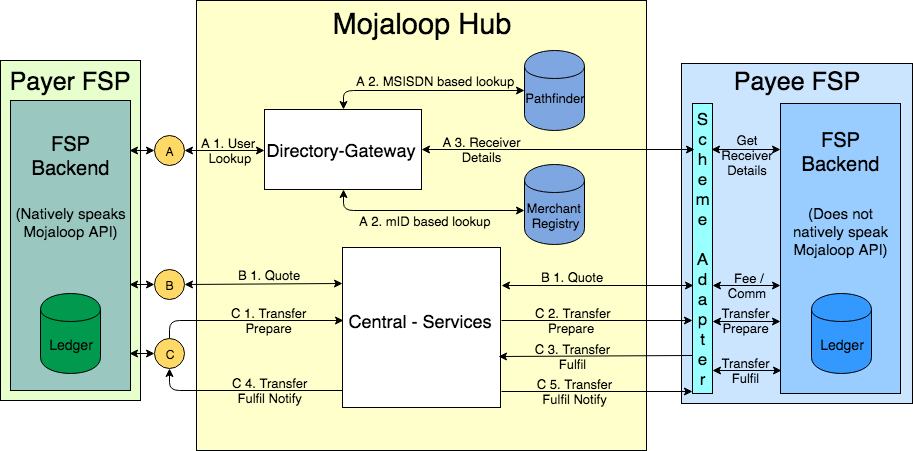 Mojaloop Hub
Payer FSP
FSP
Backend
(Natively speaks
Mojaloop API)
Ledger
A
B
C
A 1. User
Lookup
Directory-Gateway
A 2. MSISDN based lookup
Pathfinder
A 3. Receiver
Details
A 2. mID based lookup
Merchant
Registry
B 1. Quote
C 1. Transfer
Prepare
Central - Services
C 4. Transfer
Fulfil Notify
B 1. Quote
C 2. Transfer
Prepare
C 3. Transfer
Fulfil
C 5. Transfer
Fulfil Notify
Payee FSP
Scheme Adapter
Get
Receiver
Details
Fee /
Comm
Transfer
Prepare
Transfer
Fulfil
FSP
Backend
(Does not
natively speak
Mojaloop API)
Ledger